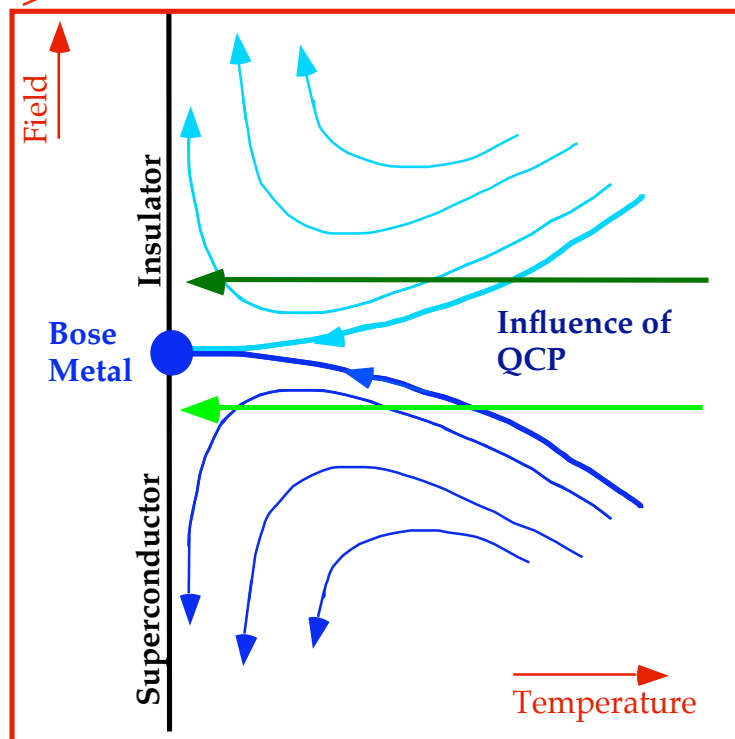 Field
Insulator
Bose
Metal
Influence of
QCP
Superconductor
Temperature